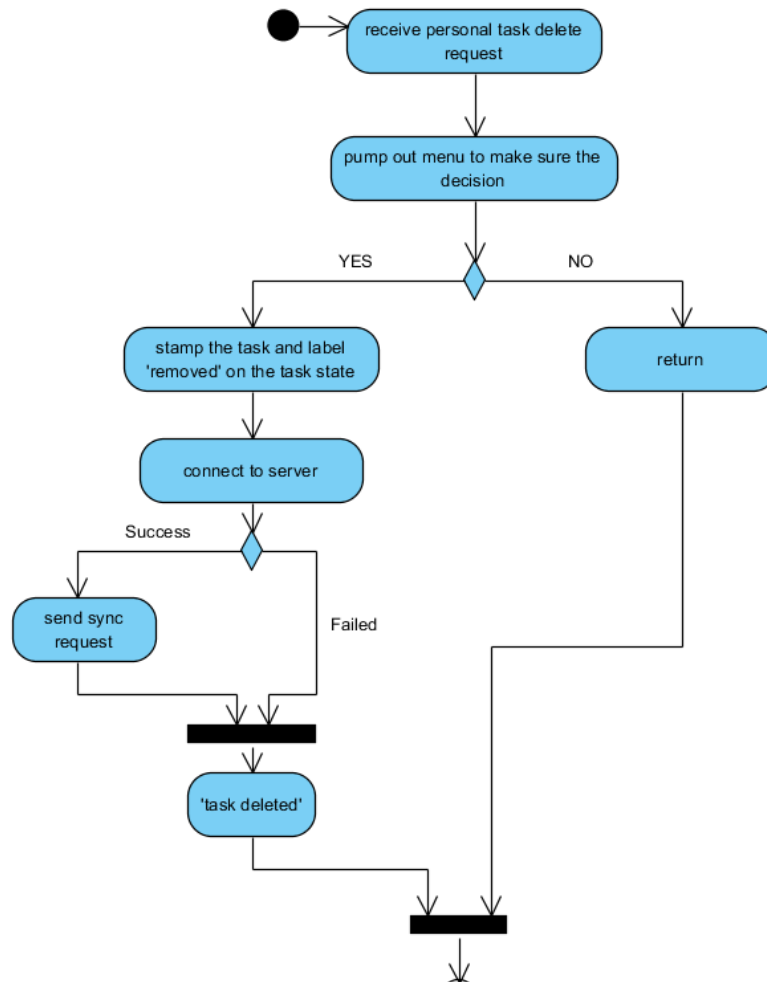 receive personal task delete
request
pump out menu to make sure the
decision
YES
NO
stamp the task and label
'removed' on the task state
return
connect to server
Success
send sync
request
Failed
'task deleted'